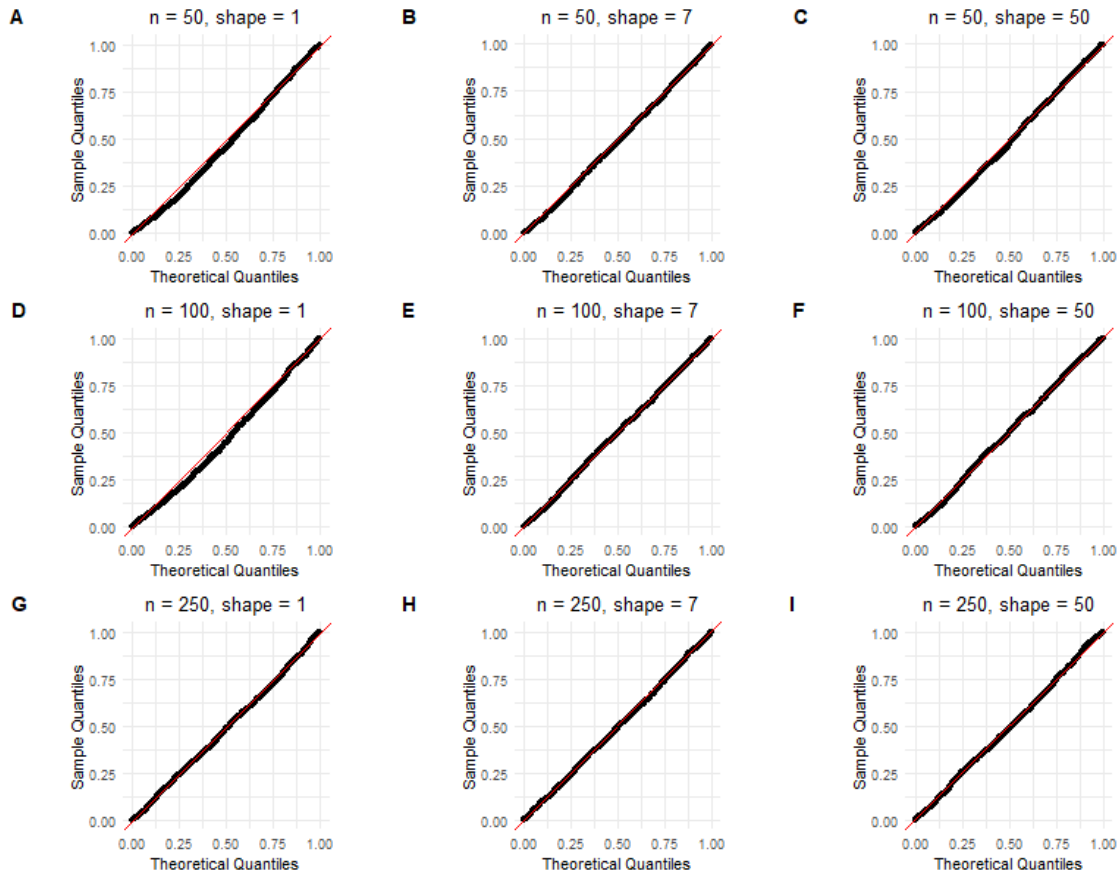 A n = 50, shape = 1 B n = 50, shape = 7 C n = 50, shape = 50
1.00 1.00 1.00
Sample Quantiles Sample Quantiles Sample Quantiles
0.75 0.75 0.75
0.50 0.50 0.50
0.25 0.25 0.25
0.00 0.00 0.00
0.00 0.25 0.50 0.75 1.00 0.00 0.25 0.50 0.75 1.00 0.00 0.25 0.50 0.75 1.00
Theoretical Quantiles Theoretical Quantiles Theoretical Quantiles
D n = 100, shape = 1 E n = 100, shape = 7 F n = 100, shape = 50
1.00 1.00 1.00
Sample Quantiles Sample Quantiles Sample Quantiles
0.75 0.75 0.75
0.50 0.50 0.50
0.25 0.25 0.25
0.00 0.00 0.00
0.00 0.25 0.50 0.75 1.00 0.00 0.25 0.50 0.75 1.00 0.00 0.25 0.50 0.75 1.00
Theoretical Quantiles Theoretical Quantiles Theoretical Quantiles
G n = 250, shape = 1 H n = 250, shape = 7 I n = 250, shape = 50
1.00 1.00 1.00
Sample Quantiles Sample Quantiles Sample Quantiles
0.75 0.75 0.75
0.50 0.50 0.50
0.25 0.25 0.25
0.00 0.00 0.00
0.00 0.25 0.50 0.75 1.00 0.00 0.25 0.50 0.75 1.00 0.00 0.25 0.50 0.75 1.00
Theoretical Quantiles Theoretical Quantiles Theoretical Quantiles